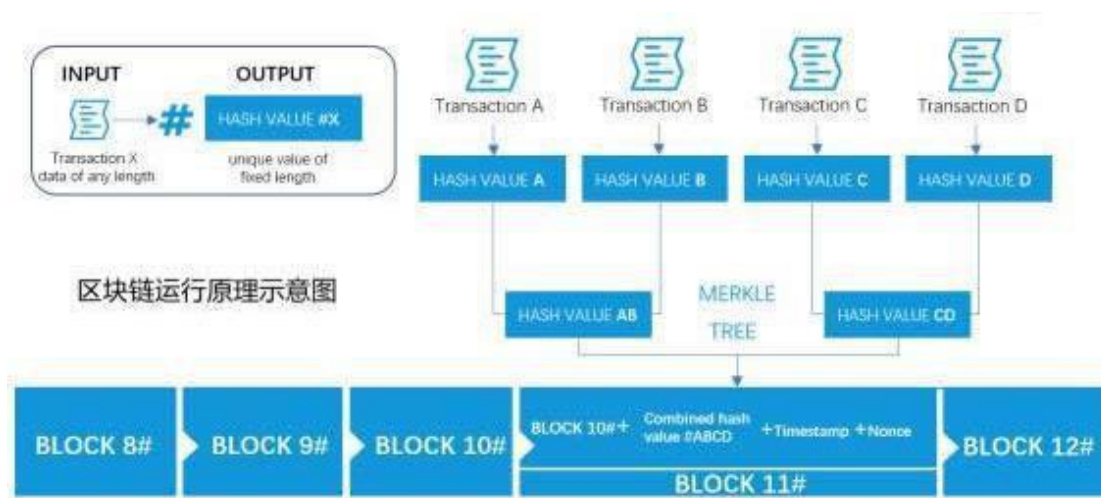 INPUT
OUTPUT
#
HASH VALUE #X
Transaction X
data of any length
unique value of
fixed length
Transaction A
Transaction B
Transaction C
Transaction D
HASH VALUE A
HASH VALUE B
HASH VALUE C
HASH VALUE D
区块链运行原理示意图
MERKLE
TREE
HASH VALUE AB
HASH VALUE CD
BLOCK 8#
BLOCK 9#
BLOCK 10#
BLOCK 10#+
Combined hash
value #ABCD
+Timestamp +Nonce
BLOCK 11#
BLOCK 12#